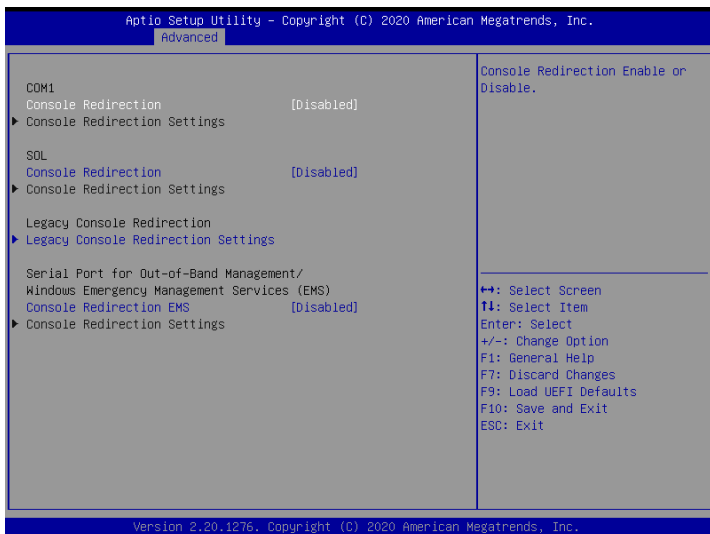 Aptio Setup Utility – Copyright (C) 2020 American Megatrends, Inc.
Advanced
COM1
Console Redirection [Disabled]
▶ Console Redirection Settings
SOL
Console Redirection [Disabled]
▶ Console Redirection Settings
Legacy Console Redirection
▶ Legacy Console Redirection Settings
Serial Port for Out-of-Band Management/
Windows Emergency Management Services (EMS)
Console Redirection EMS [Disabled]
▶ Console Redirection Settings
Console Redirection Enable or
Disable.
↔: Select Screen
↑↓: Select Item
Enter: Select
+/-: Change Option
F1: General Help
F7: Discard Changes
F9: Load UEFI Defaults
F10: Save and Exit
ESC: Exit
Version 2.20.1276. Copyright (C) 2020 American Megatrends, Inc.